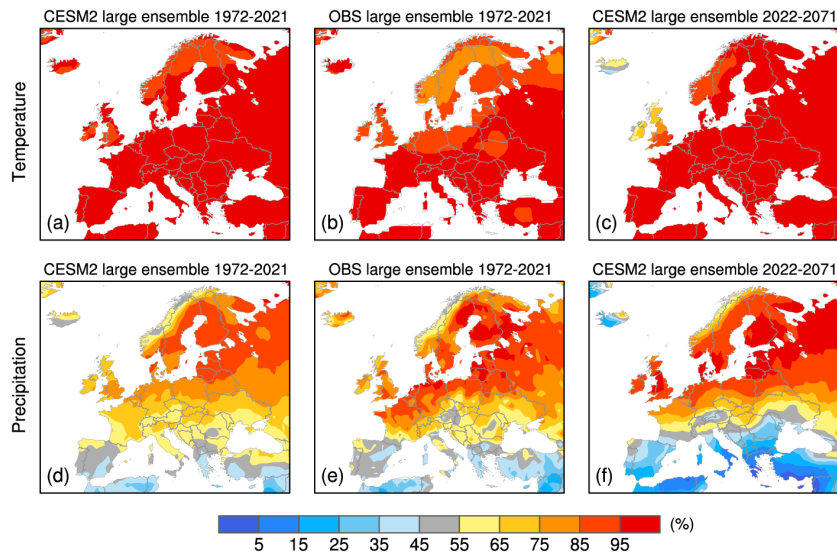 CESM2 large ensemble 1972-2021
OBS large ensemble 1972-2021
CESM2 large ensemble 2022-2071
Temperature
(a)
(b)
(c)
CESM2 large ensemble 1972-2021
OBS large ensemble 1972-2021
CESM2 large ensemble 2022-2071
Precipitation
(d)
(e)
(f)
(%)
5 15 25 35 45 55 65 75 85 95